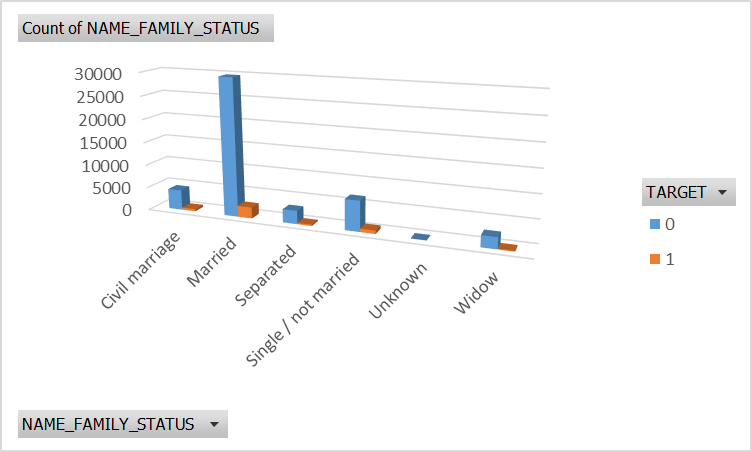 Count of NAME_FAMILY_STATUS
30000
25000
20000
15000
10000
5000
0
Civil marriage
Married
Separated
Single / not married
Unknown
Widow
TARGET
0
1
NAME_FAMILY_STATUS